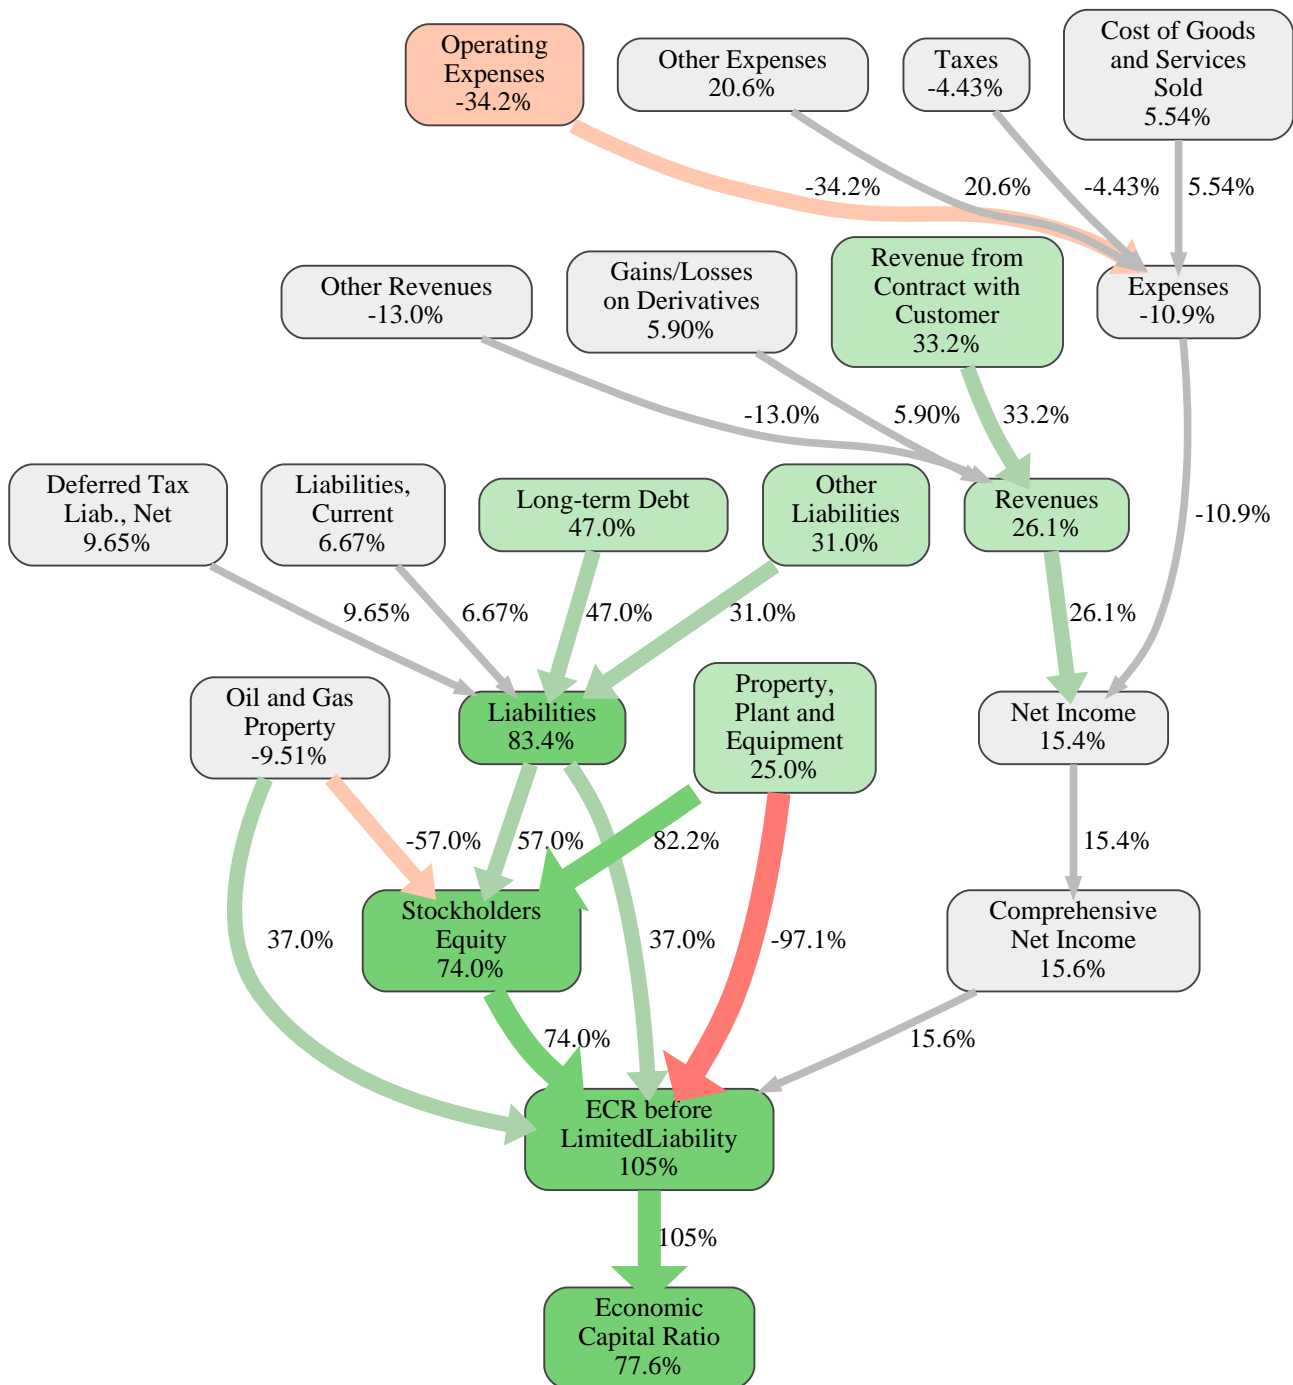 Operating
Expenses
-34.2%
Other Expenses
20.6%
Taxes
-4.43%
Cost of Goods
and Services
Sold
5.54%
-34.2%
20.6%
-4.43%
5.54%
Other Revenues
-13.0%
Gains/Losses
on Derivatives
5.90%
Revenue from
Contract with
Customer
33.2%
Expenses
-10.9%
-13.0%
5.90%
33.2%
Deferred Tax
Liab., Net
9.65%
Liabilities,
Current
6.67%
Long-term Debt
47.0%
Other
Liabilities
31.0%
Revenues
26.1%
-10.9%
9.65%
6.67%
47.0%
31.0%
26.1%
Oil and Gas
Property
-9.51%
Liabilities
83.4%
Property,
Plant and
Equipment
25.0%
Net Income
15.4%
-57.0%
57.0%
82.2%
15.4%
Stockholders
Equity
74.0%
Comprehensive
Net Income
15.6%
37.0%
37.0%
-97.1%
74.0%
15.6%
ECR before
LimitedLiability
105%
105%
Economic
Capital Ratio
77.6%